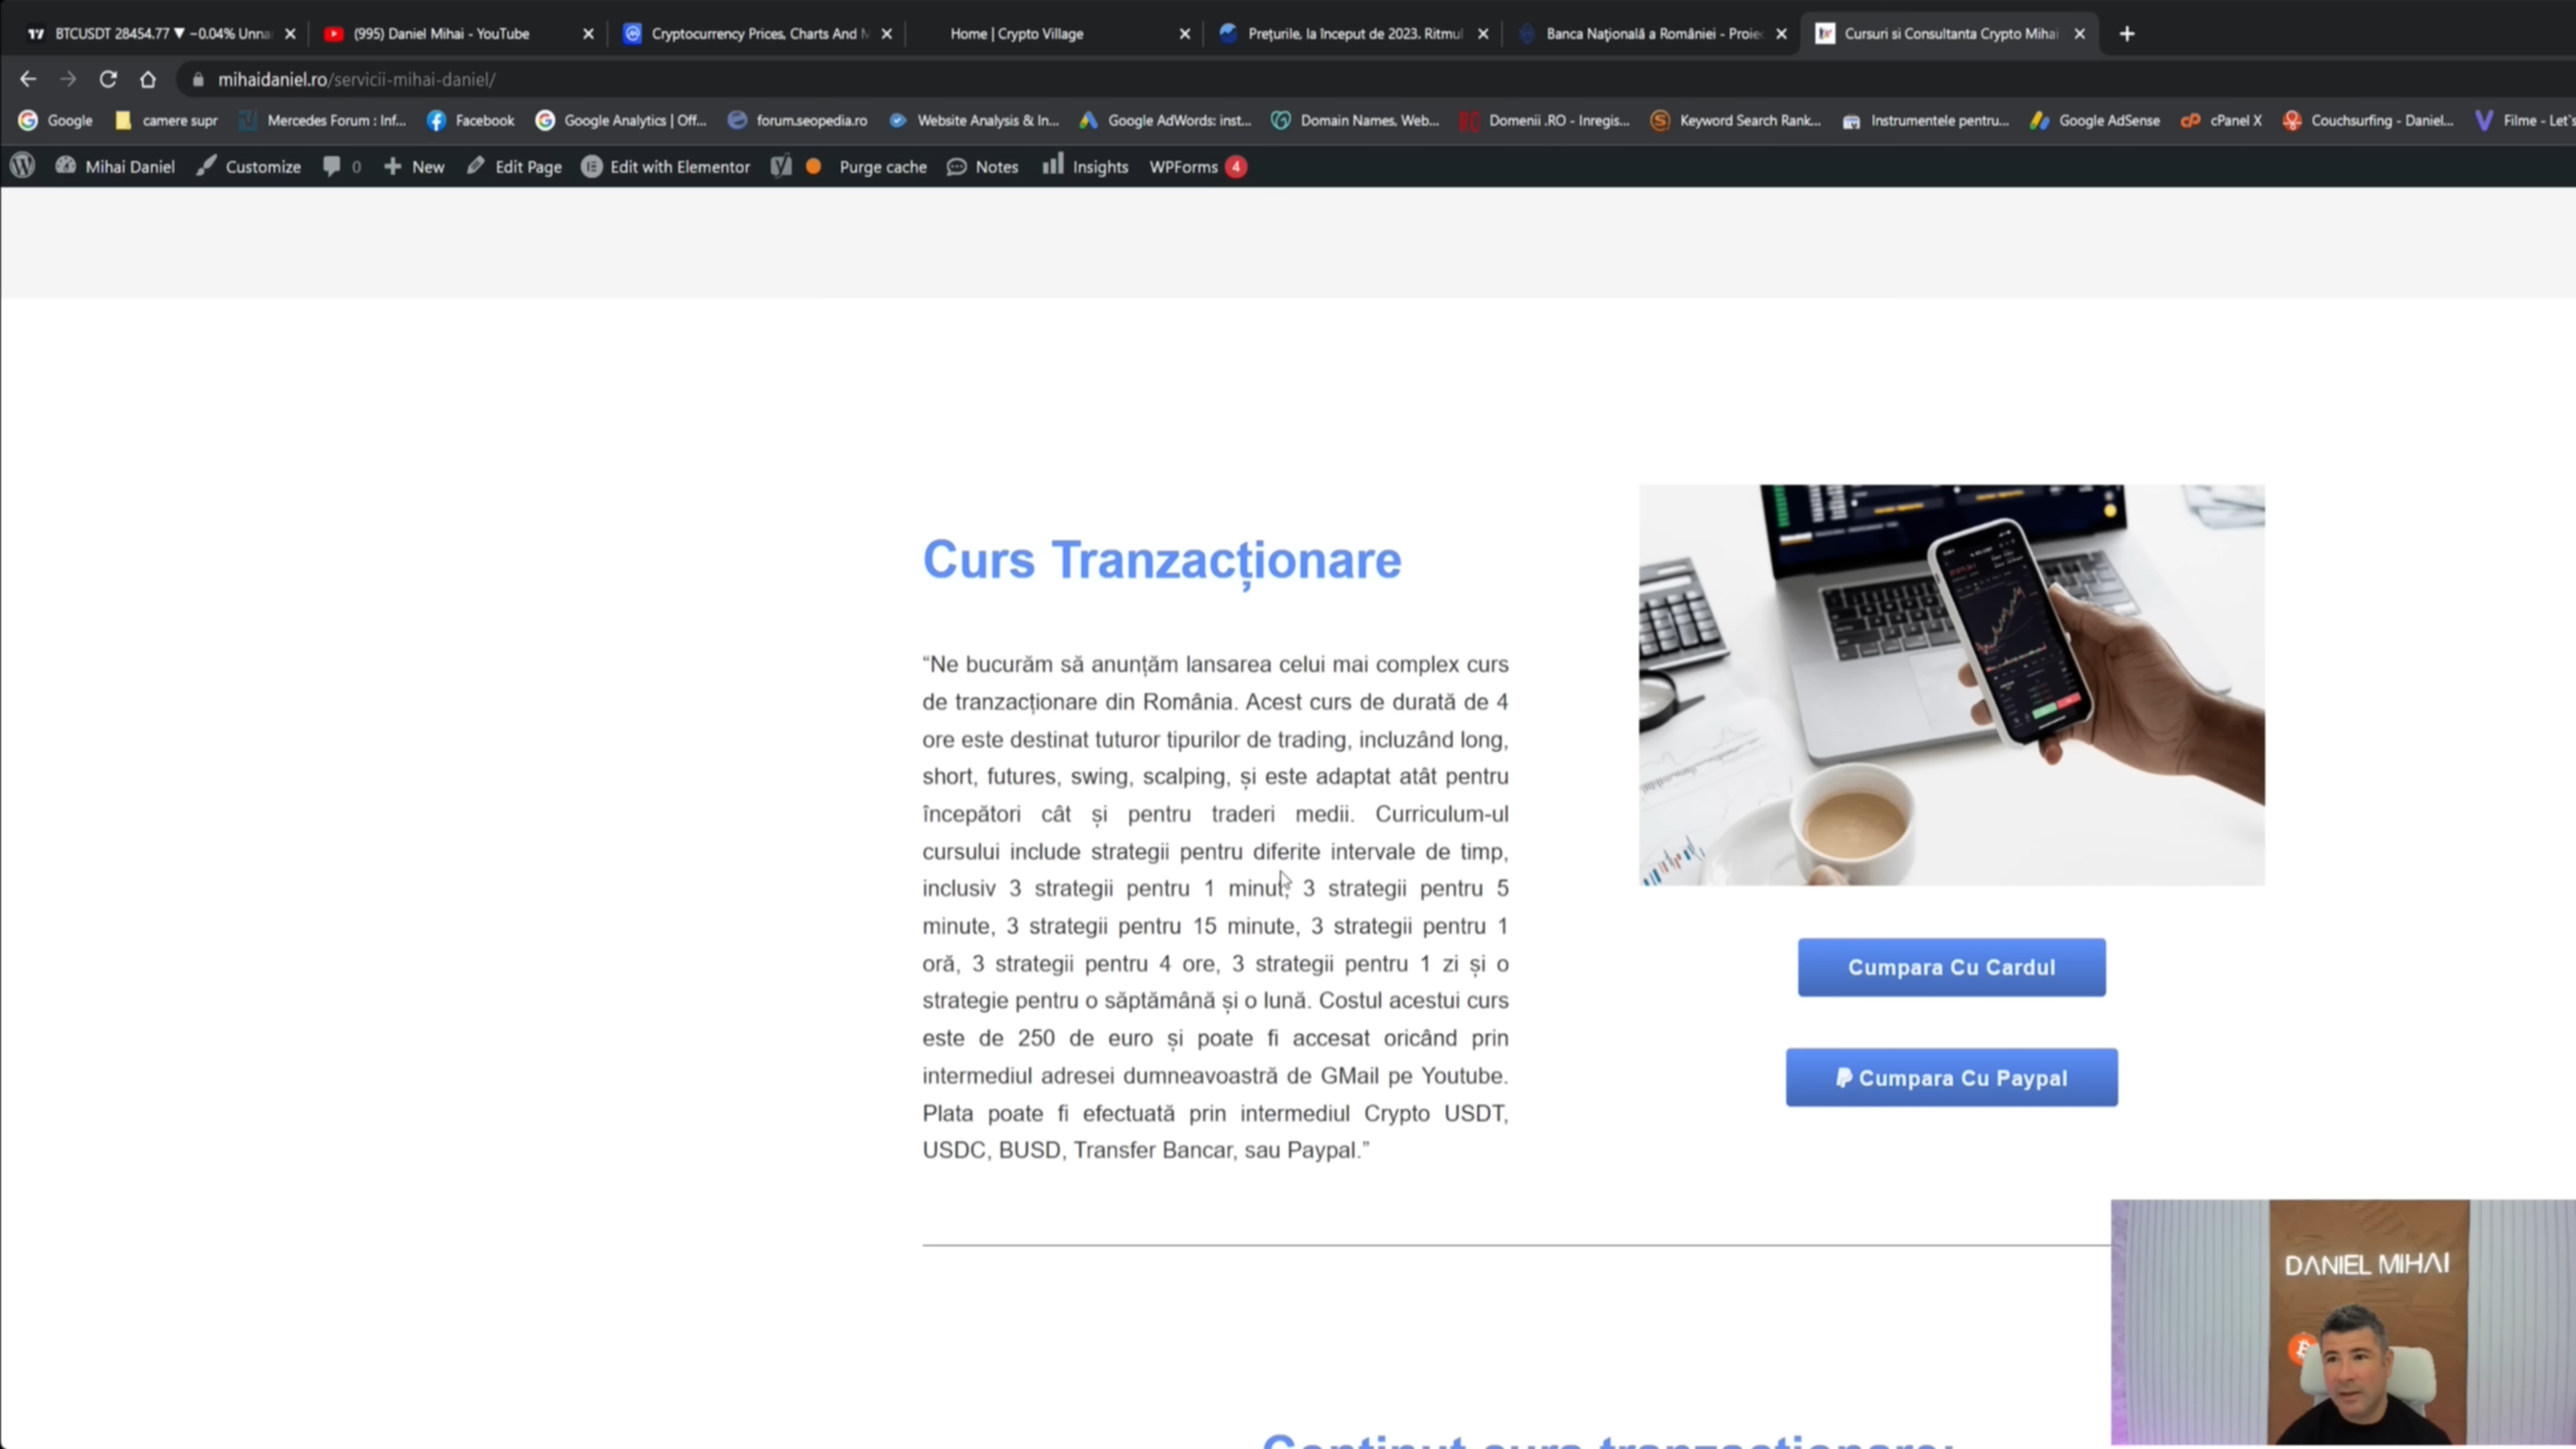 BTCUSDT 28454.77 ▼ −0.04% Unna
(995) Daniel Mihai - YouTube
Cryptocurrency Prices, Charts And M
Home | Crypto Village
Prețurile, la început de 2023. Ritmul
Banca Naţională a României - Proiec
Cursuri si Consultanta Crypto Mihai
mihaidaniel.ro/servicii-mihai-daniel/
Google
camere supr
Mercedes Forum : Inf...
Facebook
Google Analytics | Off...
forum.seopedia.ro
Website Analysis & In...
Google AdWords: inst...
Domain Names, Web...
Domenii .RO - Inregis...
Keyword Search Rank...
Instrumentele pentru...
Google AdSense
cPanel X
Couchsurfing - Daniel...
Filme - Let's
Mihai Daniel
Customize
0
New
Edit Page
Edit with Elementor
Purge cache
Notes
Insights
WPForms 4
Curs Tranzacționare
“Ne bucurăm să anunțăm lansarea celui mai complex curs
de tranzacționare din România. Acest curs de durată de 4
ore este destinat tuturor tipurilor de trading, incluzând long,
short, futures, swing, scalping, și este adaptat atât pentru
începători cât și pentru traderi medii. Curriculum-ul
cursului include strategii pentru diferite intervale de timp,
inclusiv 3 strategii pentru 1 minut, 3 strategii pentru 5
minute, 3 strategii pentru 15 minute, 3 strategii pentru 1
oră, 3 strategii pentru 4 ore, 3 strategii pentru 1 zi și o
strategie pentru o săptămână și o lună. Costul acestui curs
este de 250 de euro și poate fi accesat oricând prin
intermediul adresei dumneavoastră de GMail pe Youtube.
Plata poate fi efectuată prin intermediul Crypto USDT,
USDC, BUSD, Transfer Bancar, sau Paypal.”
Cumpara Cu Cardul
Cumpara Cu Paypal
DANIEL MIHAI